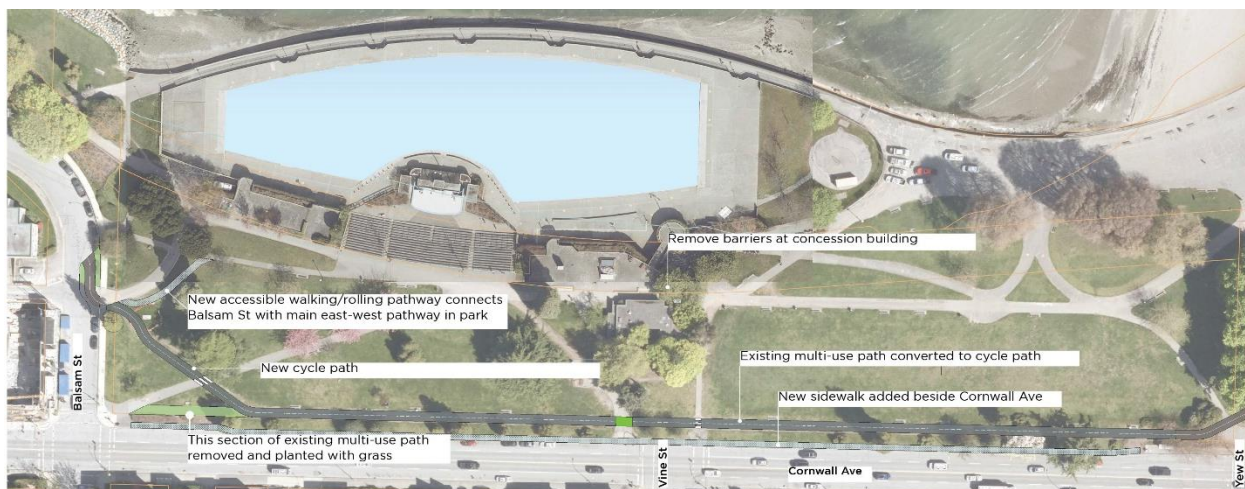 Remove barriers at concession building
New accessible walking/rolling pathway connects
Balsam St with main east-west pathway in park
Existing multi-use path converted to cycle path
New cycle path
New sidewalk added beside Cornwall Ave
Balsam St
This section of existing multi-use path
removed and planted with grass
Vine St
Cornwall Ave
Yew St